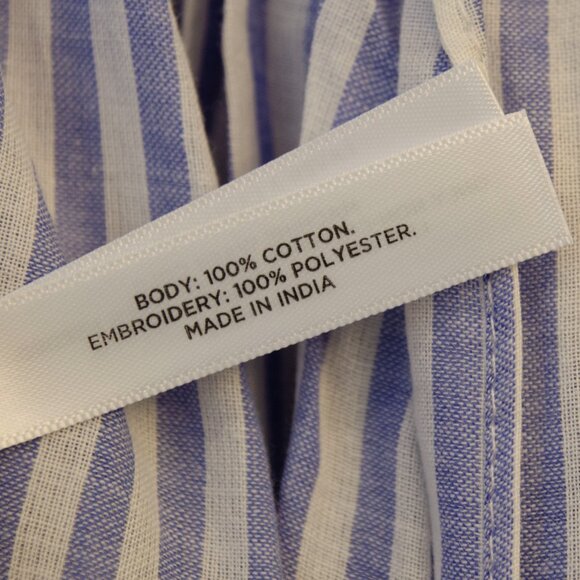 BODY: 100% COTTON.
EMBROIDERY: 100% POLYESTER.
MADE IN INDIA